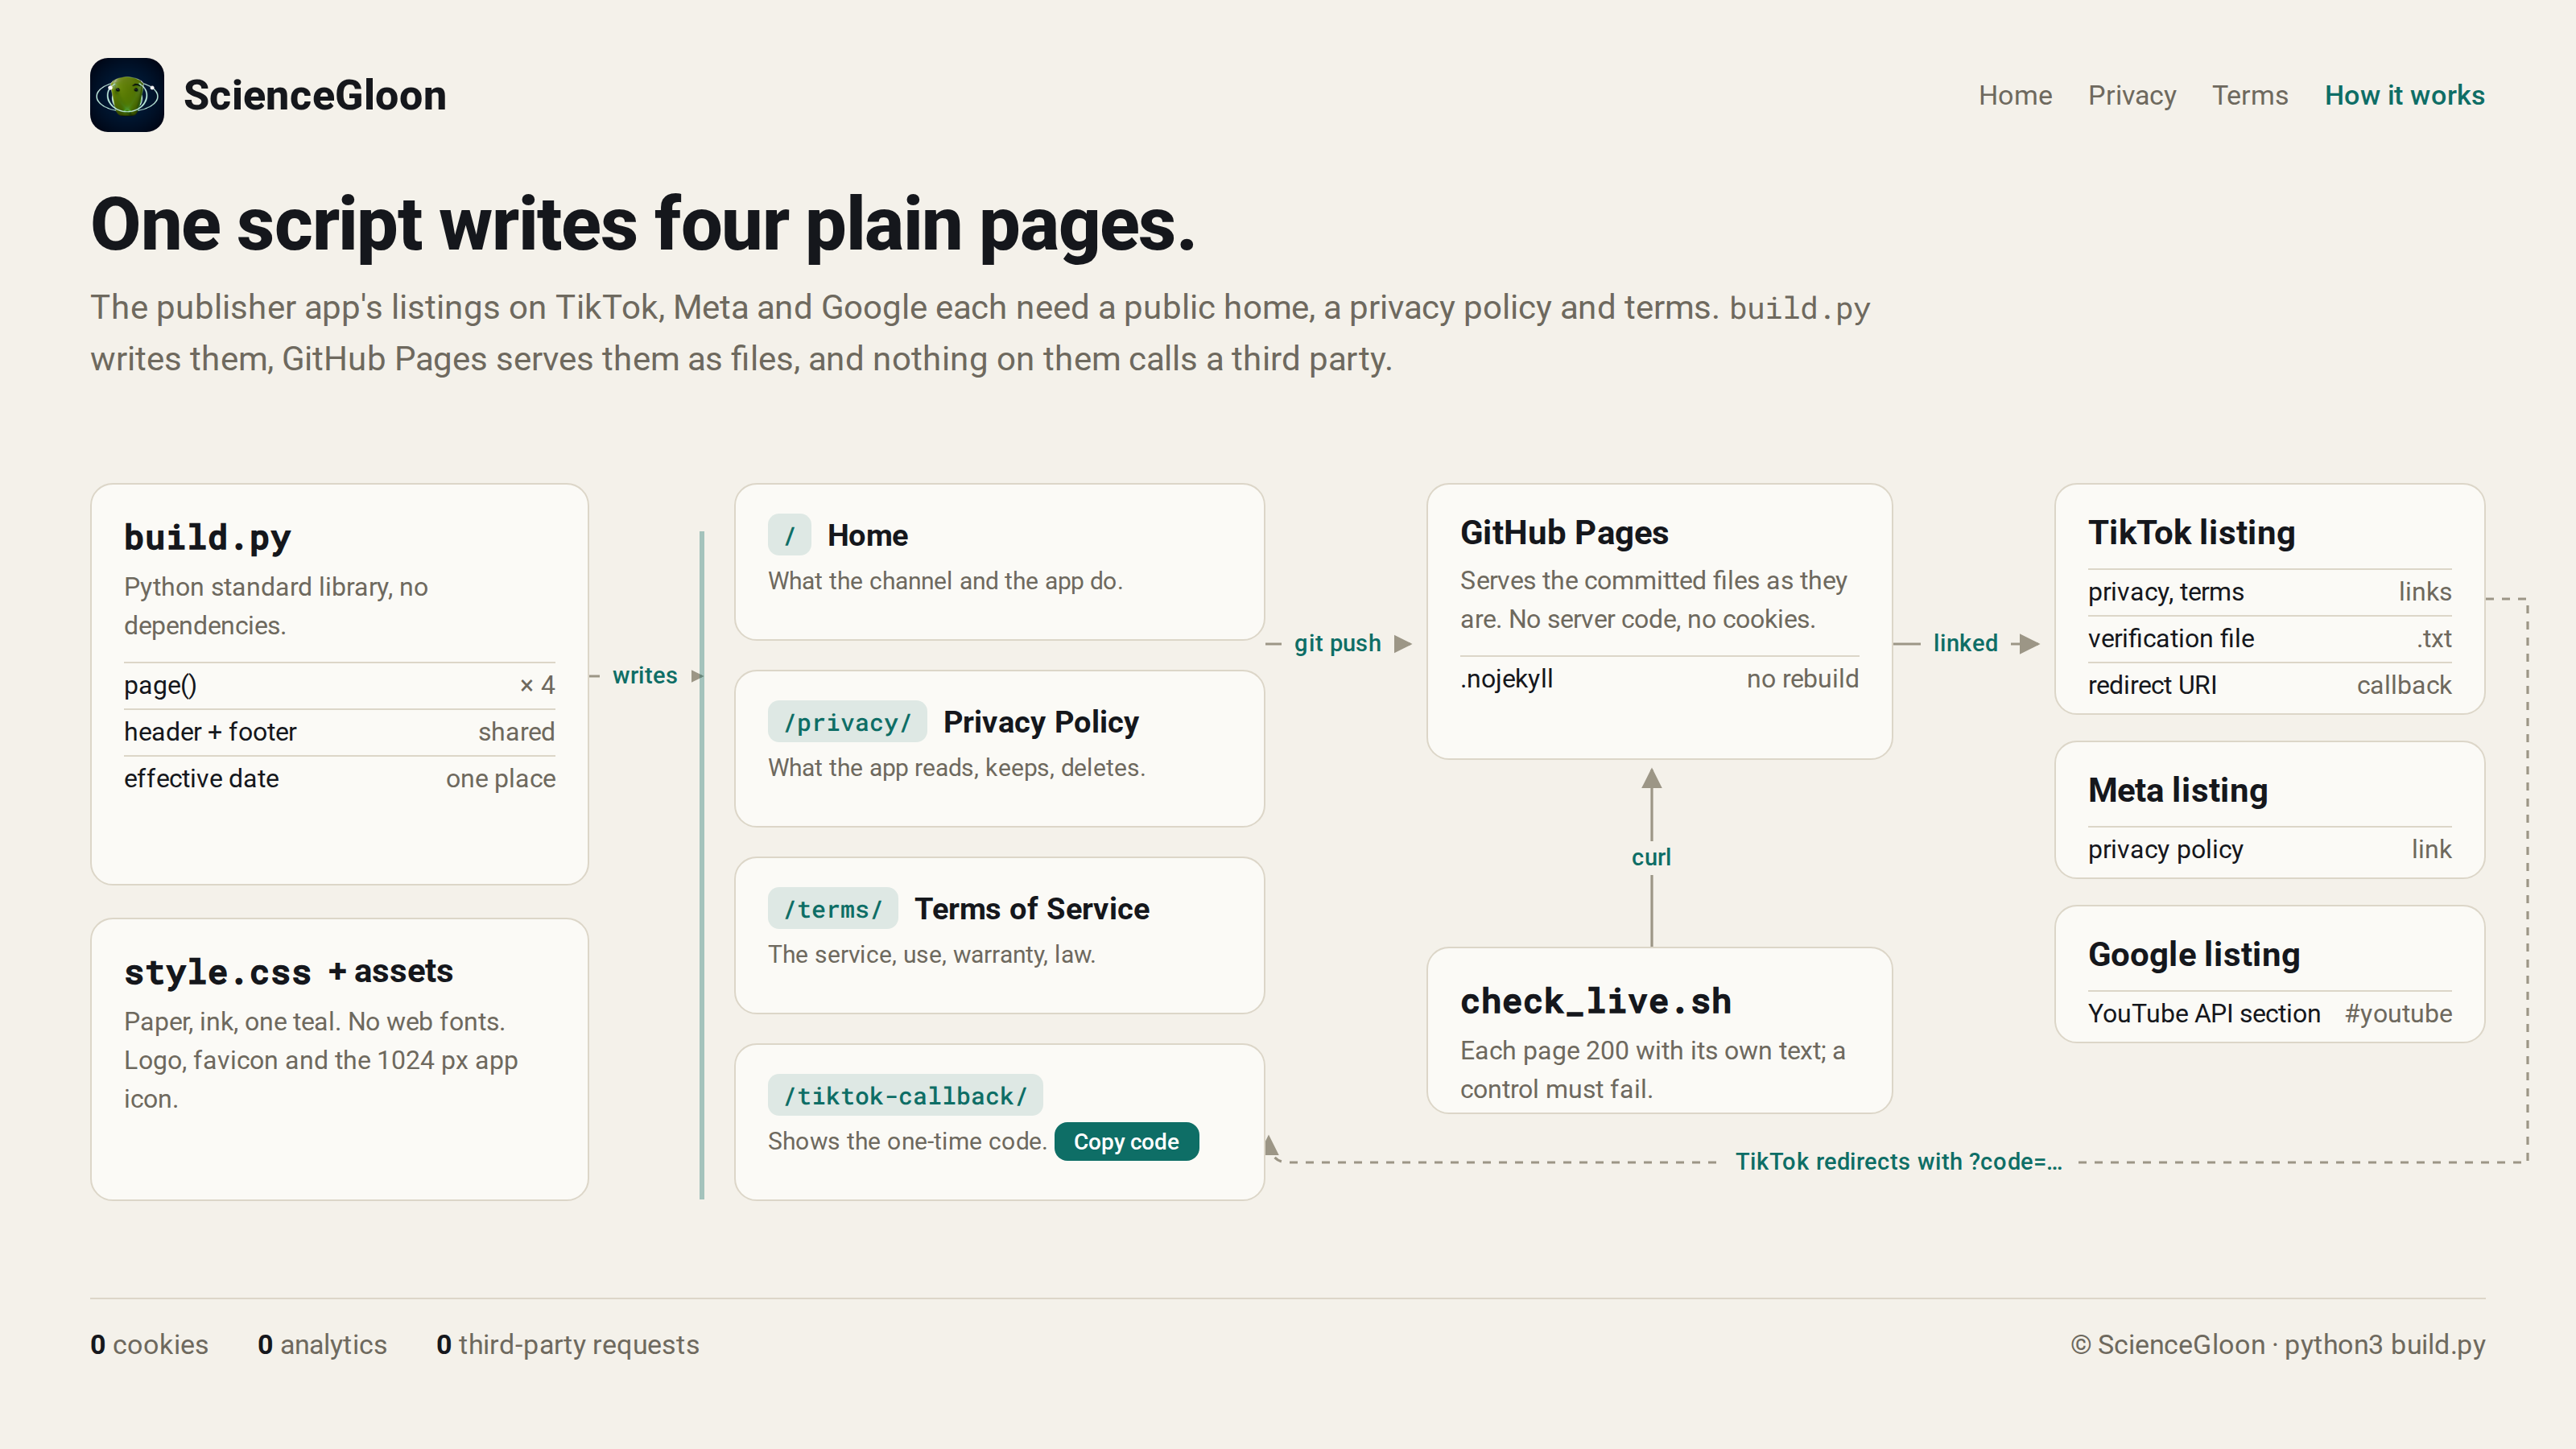 ScienceGloon
Home Privacy Terms How it works
One script writes four plain pages.
The publisher app's listings on TikTok, Meta and Google each need a public home, a privacy policy and terms. build.py
writes them, GitHub Pages serves them as files, and nothing on them calls a third party.
build.py
Python standard library, no
dependencies.
page() × 4
header + footer shared
effective date one place
style.css + assets
Paper, ink, one teal. No web fonts.
Logo, favicon and the 1024 px app
icon.
writes
/ Home
What the channel and the app do.
/privacy/ Privacy Policy
What the app reads, keeps, deletes.
/terms/ Terms of Service
The service, use, warranty, law.
/tiktok-callback/
Shows the one-time code. Copy code
git push
GitHub Pages
Serves the committed files as they
are. No server code, no cookies.
.nojekyll no rebuild
curl
check_live.sh
Each page 200 with its own text; a
control must fail.
linked
TikTok listing
privacy, terms links
verification file .txt
redirect URI callback
Meta listing
privacy policy link
Google listing
YouTube API section #youtube
TikTok redirects with ?code=…
0 cookies 0 analytics 0 third-party requests
© ScienceGloon · python3 build.py